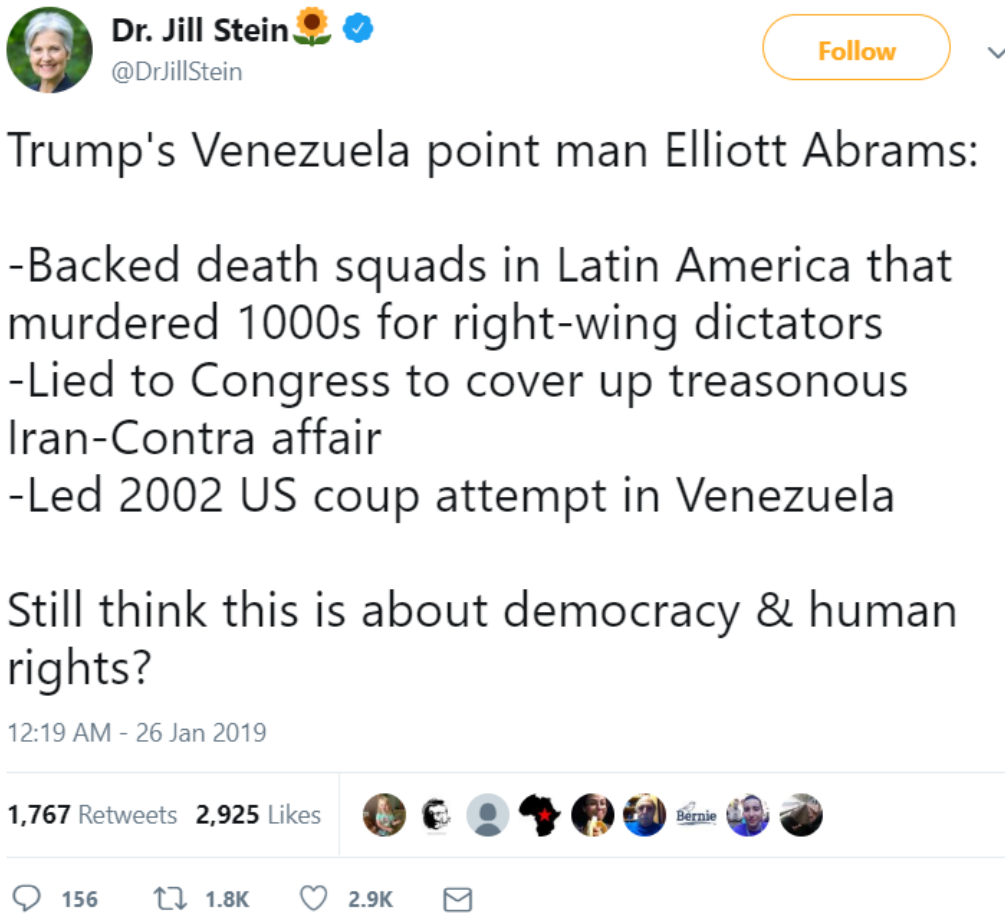 Dr. Jill Stein🌻
@DrJillStein
Follow
Trump's Venezuela point man Elliott Abrams:
-Backed death squads in Latin America that
murdered 1000s for right-wing dictators
-Lied to Congress to cover up treasonous
Iran-Contra affair
-Led 2002 US coup attempt in Venezuela
Still think this is about democracy & human
rights?
12:19 AM - 26 Jan 2019
1,767 Retweets 2,925 Likes
Bernie
156 1.8K 2.9K